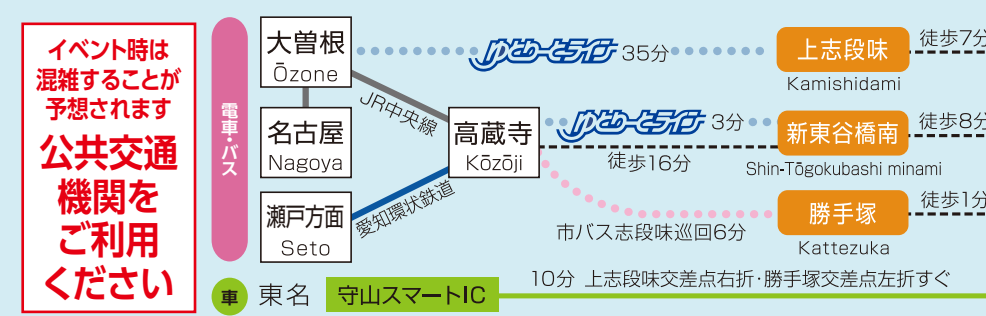 イベント時は
混雑することが
予想されます
公共交通
機関を
ご利用
ください
電車・バス
大曽根
Ōzone
ゆとりーとライン 35分
上志段味
Kamishidami
徒歩7分
JR中央線
名古屋
Nagoya
高蔵寺
Kōzōji
ゆとりーとライン 3分
徒歩16分
新東谷橋南
Shin-Tōgokubashi minami
徒歩8分
瀬戸方面
Seto
愛知環状鉄道
市バス志段味巡回6分
勝手塚
Kattezuka
徒歩1分
車 東名 守山スマートIC
10分 上志段味交差点右折・勝手塚交差点左折すぐ